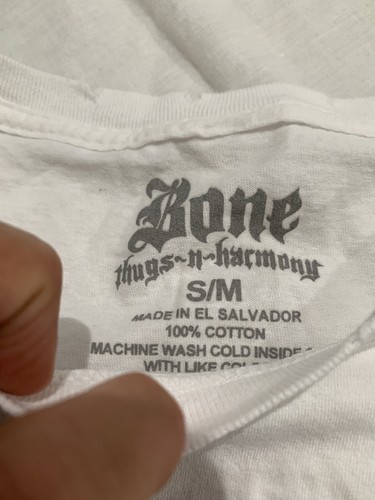 Bone
thugs~n~harmony
S/M
MADE IN EL SALVADOR
100% COTTON
MACHINE WASH COLD INSIDE
WITH LIKE